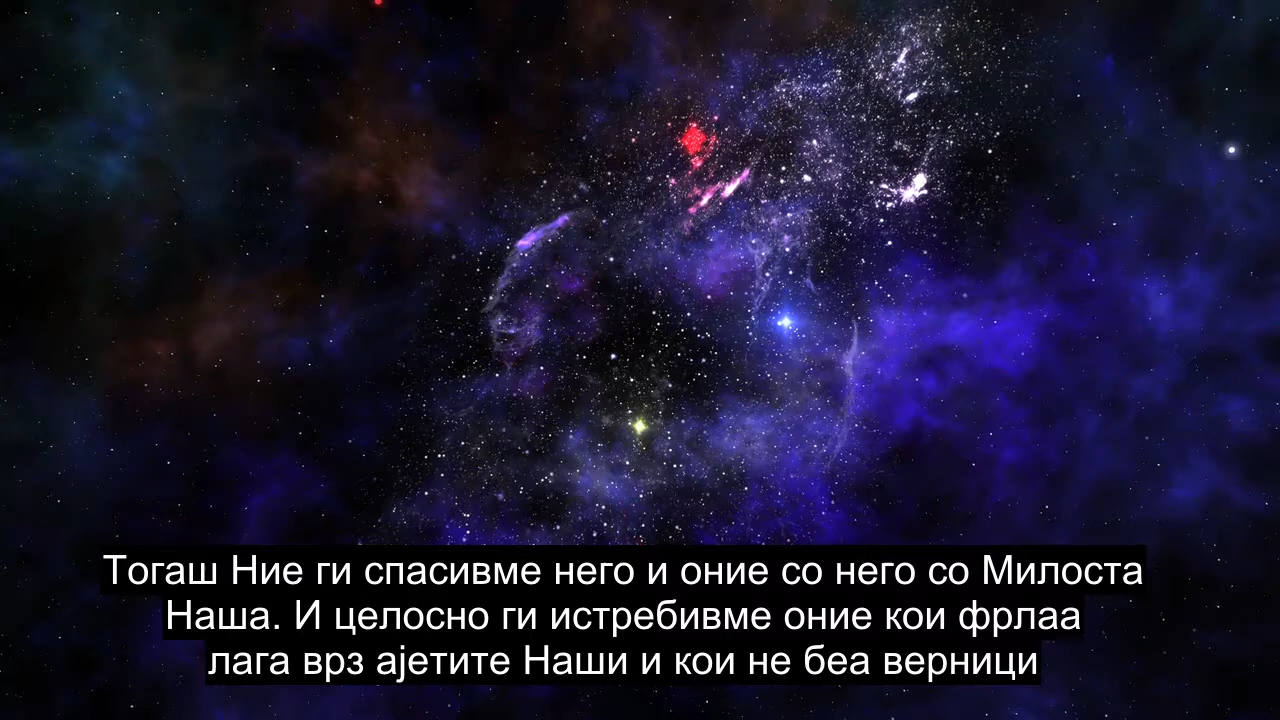 Тогаш Ние ги спасивме него и оние со него со Милоста
Наша. И целосно ги истребивме оние кои фрлаа
лага врз ајетите Наши и кои не беа верници